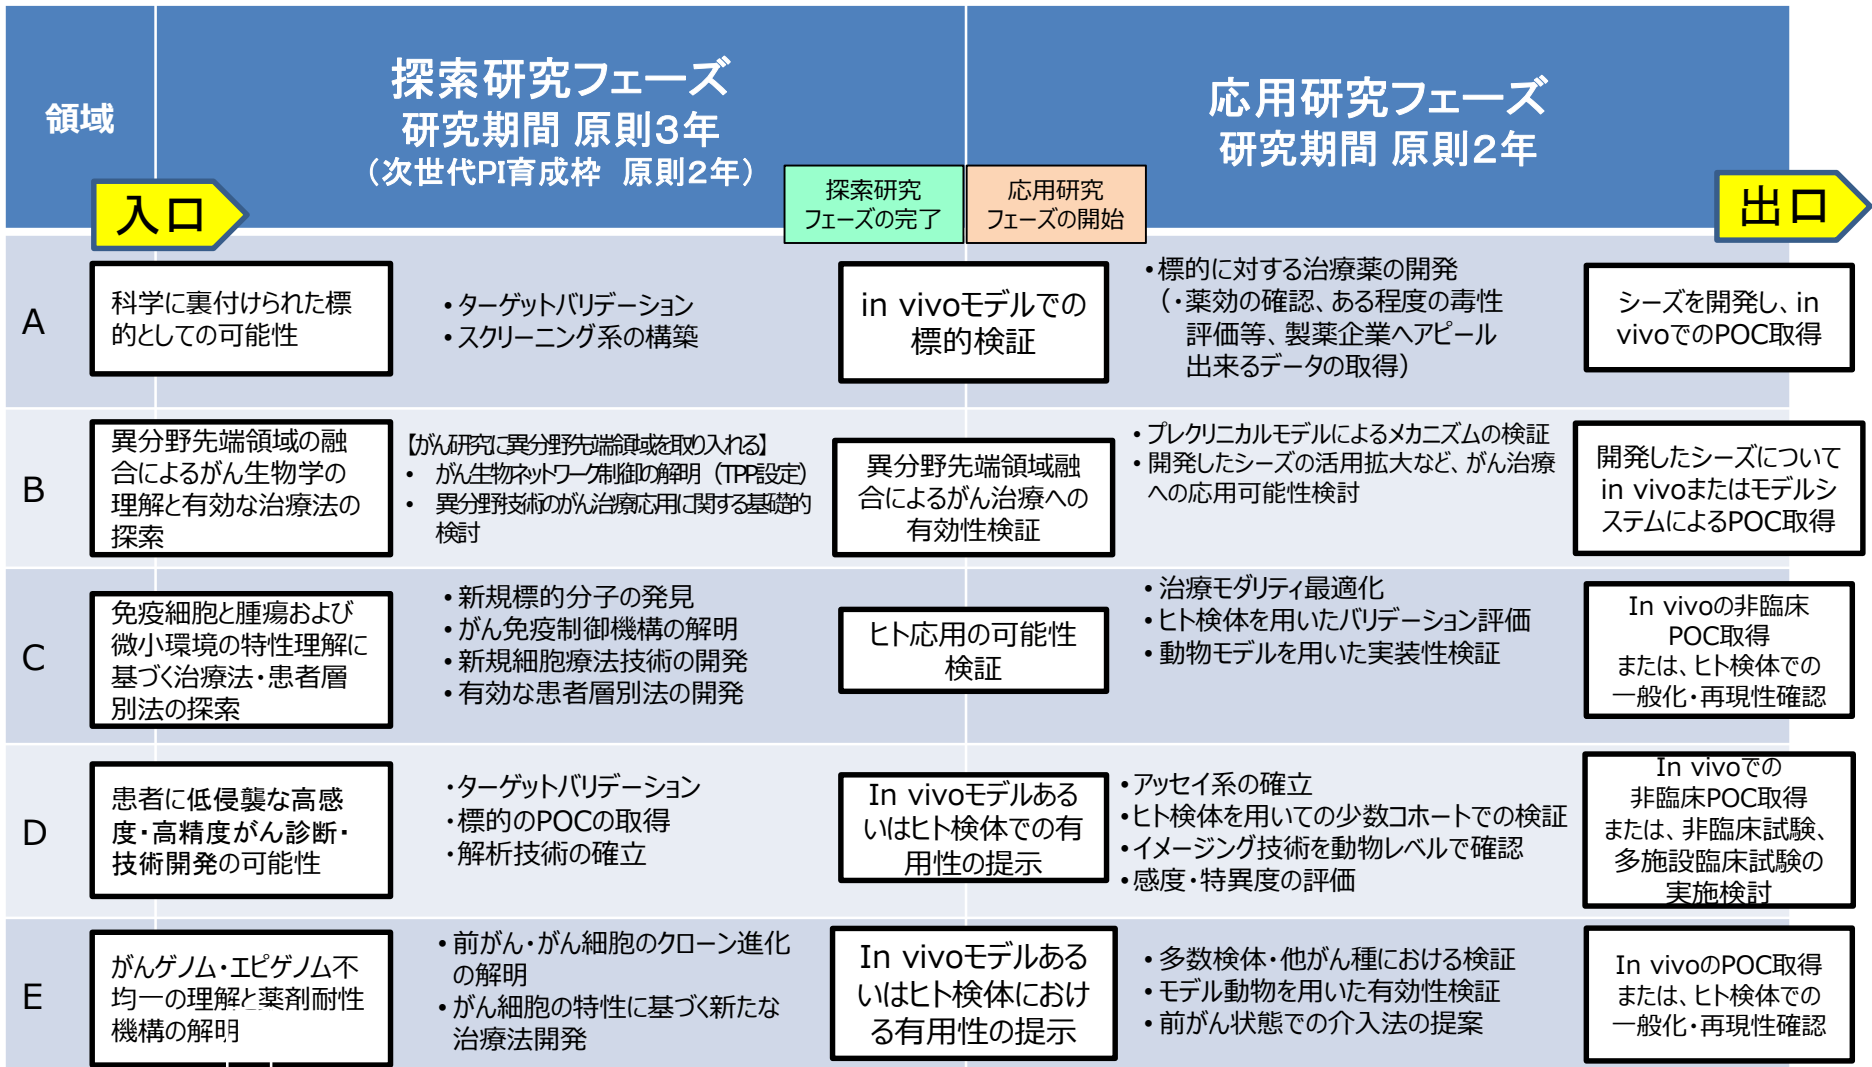 領域
探索研究フェーズ
研究期間 原則3年
（次世代PI育成枠 原則2年）
応用研究フェーズ
研究期間 原則2年
入口
探索研究
フェーズの完了
応用研究
フェーズの開始
出口
A
科学に裏付けられた標
的としての可能性
•ターゲットバリデーション
•スクリーニング系の構築
in vivoモデルでの
標的検証
•標的に対する治療薬の開発
（・薬効の確認、ある程度の毒性
評価等、製薬企業へアピール
出来るデータの取得）
シーズを開発し、in
vivoでのPOC取得
B
異分野先端領域の融
合によるがん生物学の
理解と有効な治療法の
探索
【がん研究に異分野先端領域を取り入れる】
• がん生物ネットワーク制御の解明（TPP設定）
• 異分野技術のがん治療応用に関する基礎的
検討
異分野先端領域融
合によるがん治療への
有効性検証
•プレクリニカルモデルによるメカニズムの検証
•開発したシーズの活用拡大など、がん治療
への応用可能性検討
開発したシーズについて
in vivoまたはモデルシ
ステムによるPOC取得
C
免疫細胞と腫瘍および
微小環境の特性理解に
基づく治療法・患者層
別法の探索
•新規標的分子の発見
•がん免疫制御機構の解明
•新規細胞療法技術の開発
•有効な患者層別法の開発
ヒト応用の可能性
検証
•治療モダリティ最適化
•ヒト検体を用いたバリデーション評価
•動物モデルを用いた実装性検証
In vivoの非臨床
POC取得
または、ヒト検体での
一般化・再現性確認
D
患者に低侵襲な高感
度・高精度がん診断・
技術開発の可能性
・ターゲットバリデーション
・標的のPOCの取得
・解析技術の確立
In vivoモデルある
いはヒト検体での有
用性の提示
•アッセイ系の確立
•ヒト検体を用いての少数コホートでの検証
•イメージング技術を動物レベルで確認
•感度・特異度の評価
In vivoでの
非臨床POC取得
または、非臨床試験、
多施設臨床試験の
実施検討
E
がんゲノム・エピゲノム不
均一の理解と薬剤耐性
機構の解明
•前がん・がん細胞のクローン進化
の解明
•がん細胞の特性に基づく新たな
治療法開発
In vivoモデルある
いはヒト検体におけ
る有用性の提示
•多数検体・他がん種における検証
•モデル動物を用いた有効性検証
•前がん状態での介入法の提案
In vivoのPOC取得
または、ヒト検体での
一般化・再現性確認